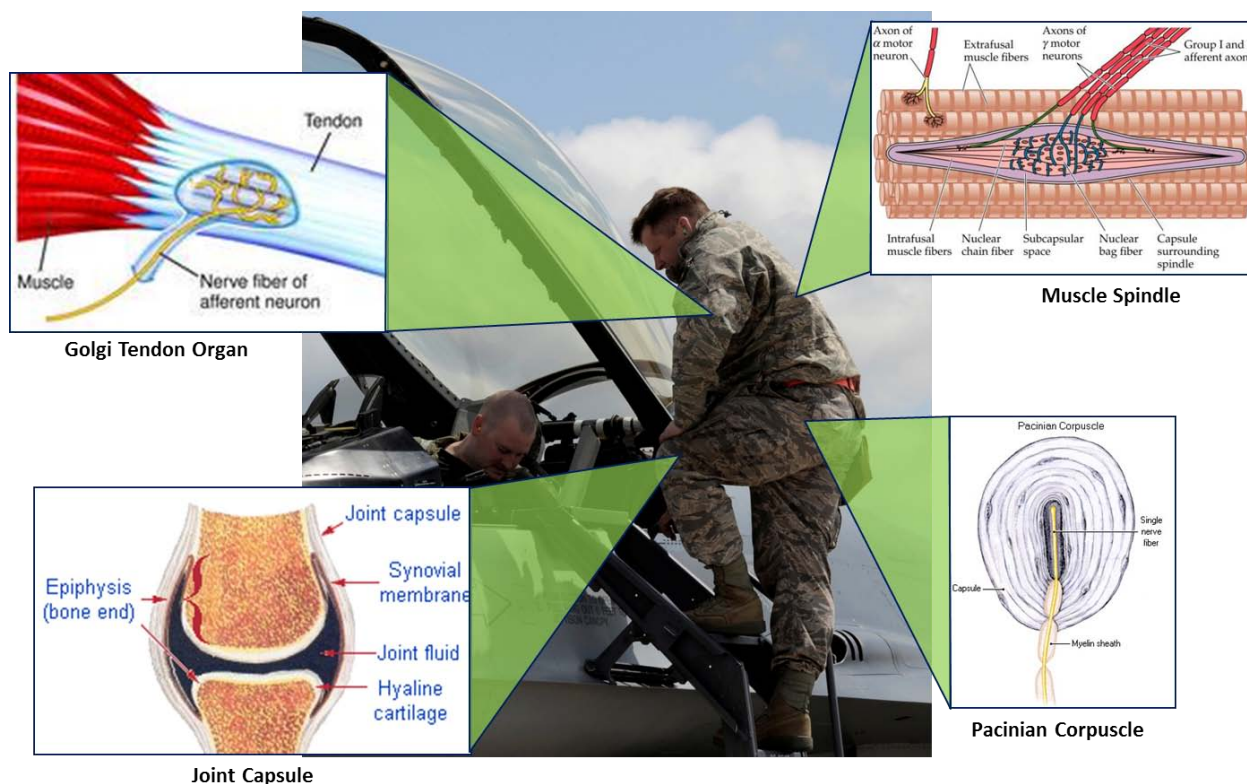 Tendon
Muscle
Nerve fiber of
afferent neuron
Golgi Tendon Organ
Axon of
α motor
neuron
Extrafusal
muscle fibers
Axons of
γ motor
neurons
Group I and
afferent axon
Intrafusal
muscle fibers
Nuclear
chain fiber
Subcapsular
space
Nuclear
bag fiber
Capsule
surrounding
spindle
Muscle Spindle
Joint capsule
Epiphysis
(bone end)
Synovial
membrane
Joint fluid
Hyaline
cartilage
Joint Capsule
Pacinian Corpuscle
Single
nerve
fiber
Capsule
Myelin sheath
Pacinian Corpuscle